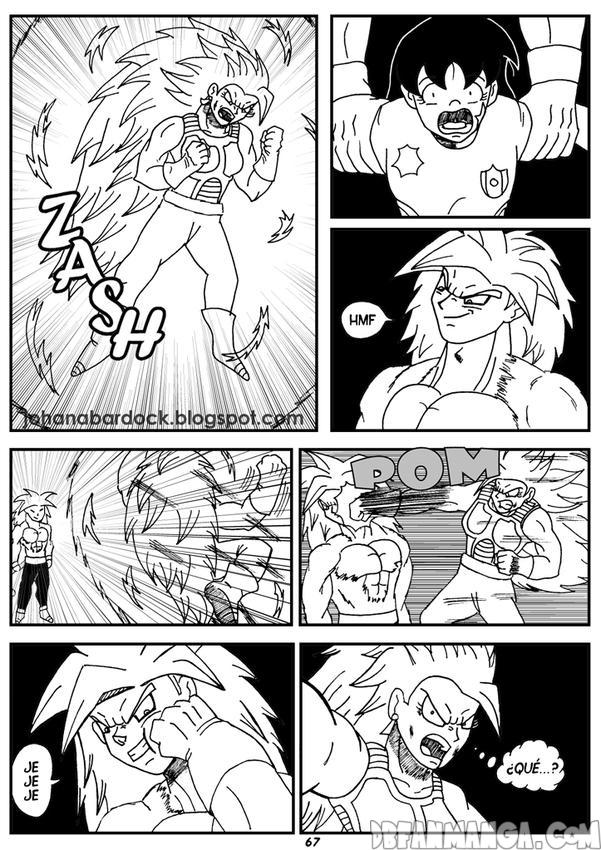 ZASH
johanabardock.blogspot.com
HMF
POM
JE
JE
JE
¿QUÉ...?
67
DBFANMANGA.COM